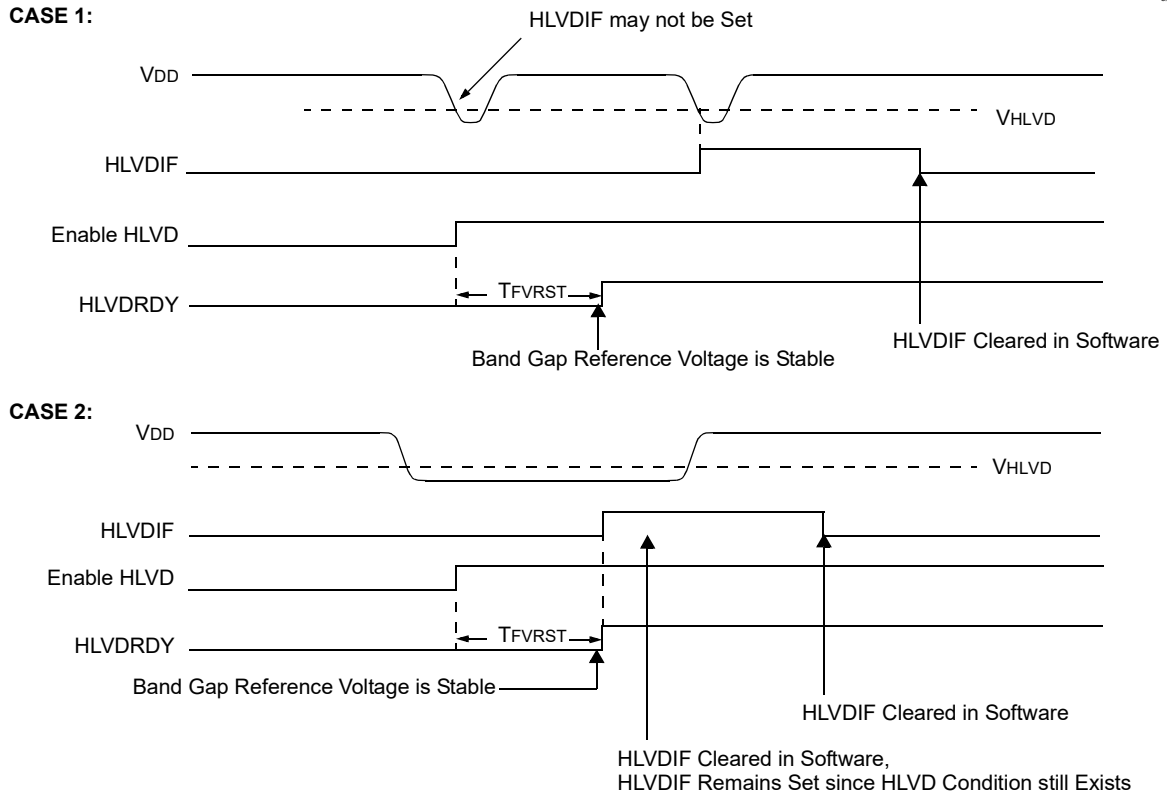 CASE 1:
HLVDIF may not be Set
VDD
VHLVD
HLVDIF
Enable HLVD
TFVRST
HLVDRDY
HLVDIF Cleared in Software
Band Gap Reference Voltage is Stable
CASE 2:
VDD
VHLVD
HLVDIF
Enable HLVD
TFVRST
HLVDRDY
Band Gap Reference Voltage is Stable
HLVDIF Cleared in Software
HLVDIF Cleared in Software,
HLVDIF Remains Set since HLVD Condition still Exists